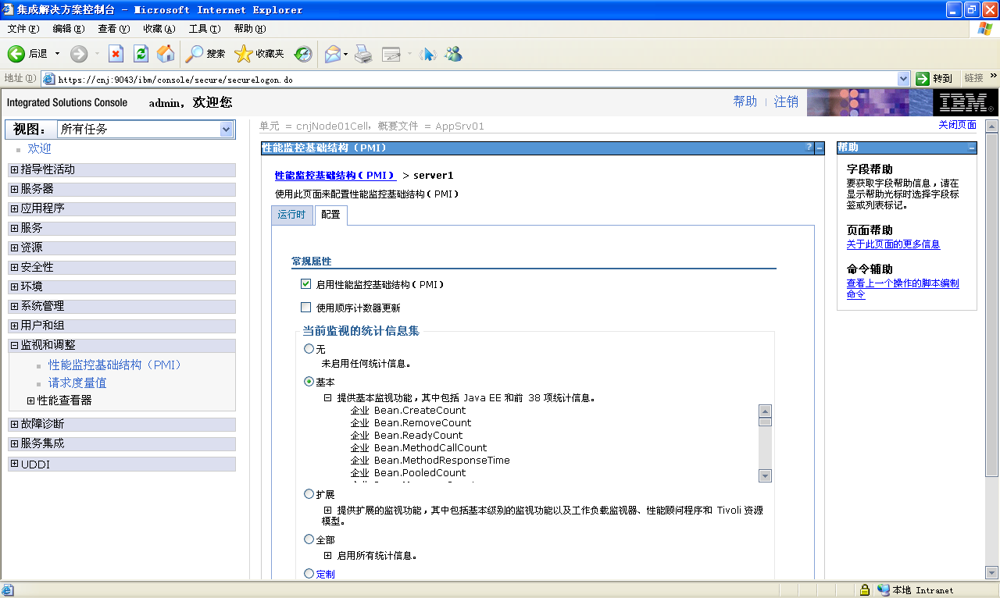 集成解决方案控制台 - Microsoft Internet Explorer
文件(F) 编辑(E) 查看(V) 收藏(A) 工具(T) 帮助(H)
后退 搜索 收藏夹
地址(D) https://cnj:9043/ibm/console/secure/securelogon.do 转到 链接 »
Integrated Solutions Console admin，欢迎您 帮助 | 注销 IBM®
视图： 所有任务
欢迎
指导性活动
服务器
应用程序
服务
资源
安全性
环境
系统管理
用户和组
监视和调整
性能监控基础结构（PMI）
请求度量值
性能查看器
故障诊断
服务集成
UDDI
单元 = cnjNode01Cell，概要文件 = AppSrv01
关闭页面
性能监控基础结构（PMI） ? -
性能监控基础结构（PMI） > server1
使用此页面来配置性能监控基础结构（PMI）
运行时 配置
常规属性
启用性能监控基础结构（PMI）
使用顺序计数器更新
当前监视的统计信息集
无
未启用任何统计信息。
基本
提供基本监视功能，其中包括 Java EE 和前 38 项统计信息。
企业 Bean.CreateCount
企业 Bean.RemoveCount
企业 Bean.ReadyCount
企业 Bean.MethodCallCount
企业 Bean.MethodResponseTime
企业 Bean.PooledCount
扩展
提供扩展的监视功能，其中包括基本级别的监视功能以及工作负载监视器、性能顾问程序和 Tivoli 资源
模型。
全部
启用所有统计信息。
定制
帮助 -
字段帮助
要获取字段帮助信息，请在
显示帮助光标时选择字段标
签或列表标记。
页面帮助
关于此页面的更多信息
命令辅助
查看上一个操作的脚本编制
命令
本地 Intranet